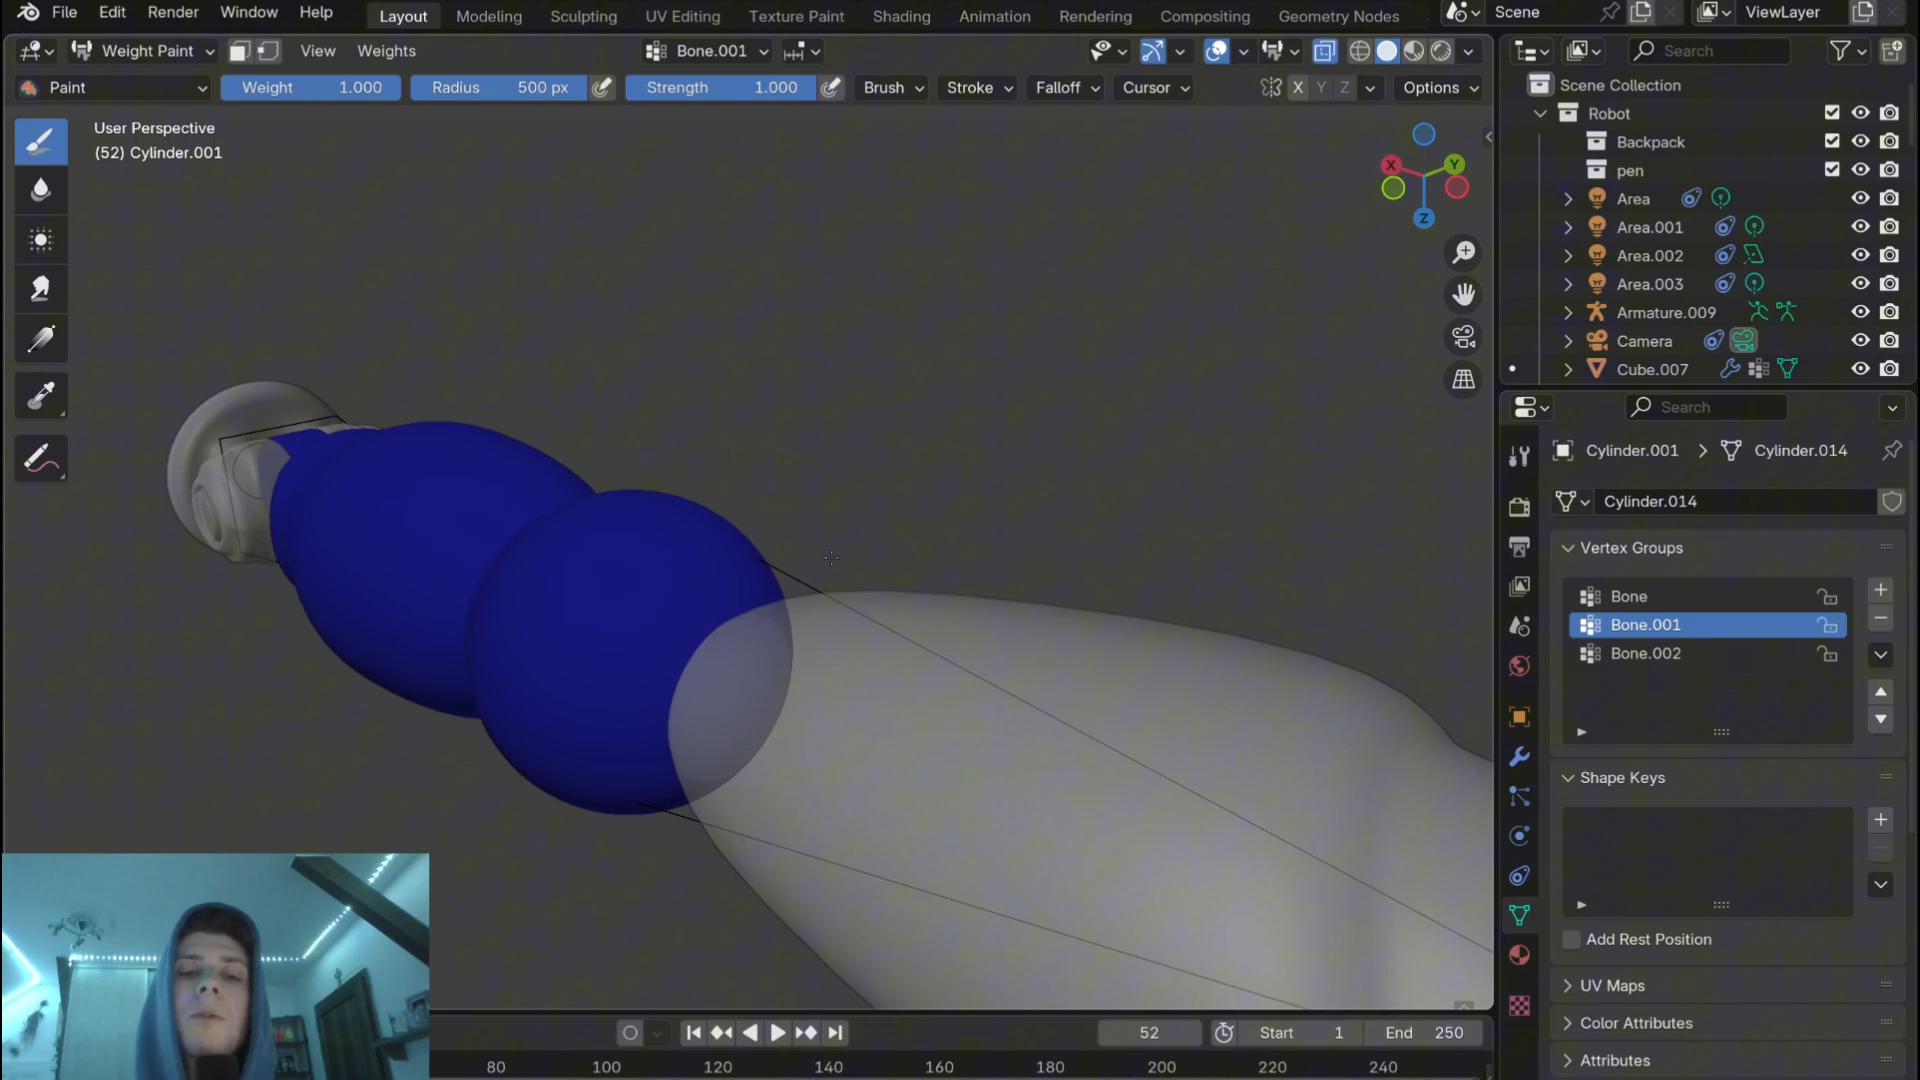 File Edit Render Window Help
Layout Modeling Sculpting UV Editing Texture Paint Shading Animation Rendering Compositing Geometry Nodes
Scene
ViewLayer
Weight Paint View Weights
Bone.001
Search
Paint Weight 1.000 Radius 500 px Strength 1.000 Brush Stroke Falloff Cursor
X Y Z
Options
User Perspective
(52) Cylinder.001
X
Y
Z
Scene Collection
Robot
Backpack
pen
Area
Area.001
Area.002
Area.003
Armature.009
Camera
Cube.007
Search
Cylinder.001 Cylinder.014
Cylinder.014
Vertex Groups
Bone
Bone.001
Bone.002
Shape Keys
Add Rest Position
UV Maps
Color Attributes
Attributes
52 Start 1 End 250
80 100 120 140 160 180 200 220 240